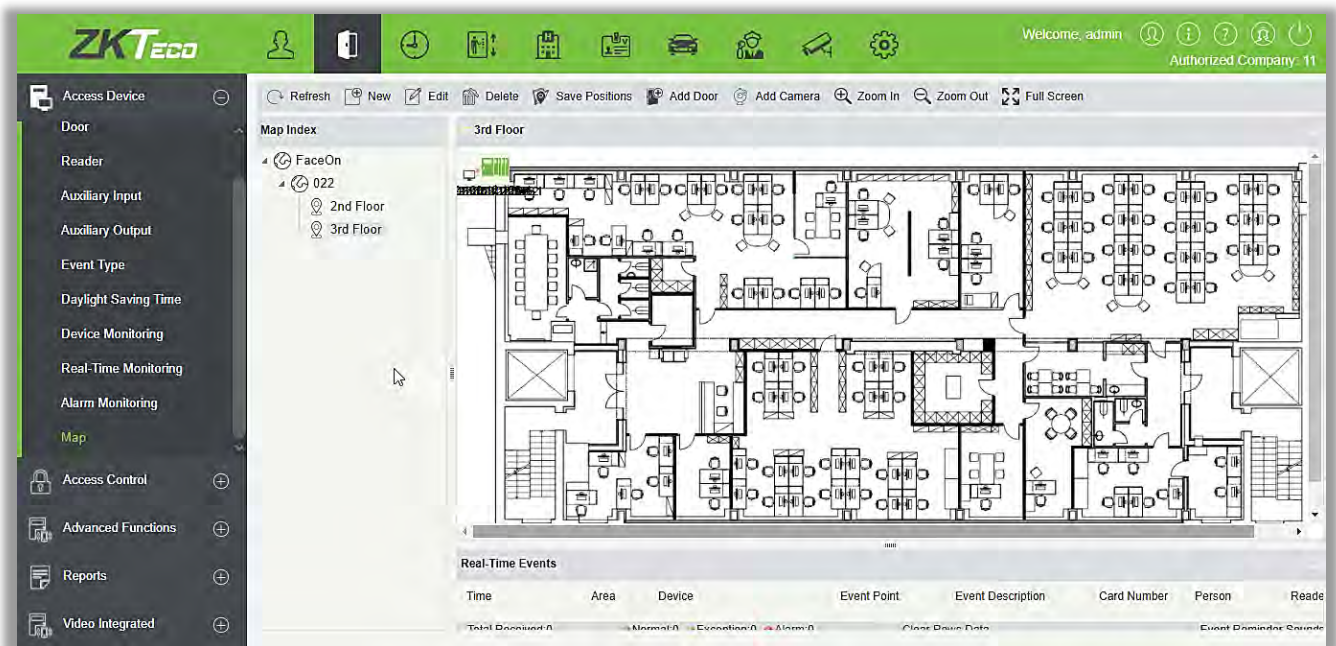 ZKTECO
Welcome, admin
Authorized Company: 11
Access Device
Door
Reader
Auxiliary Input
Auxiliary Output
Event Type
Daylight Saving Time
Device Monitoring
Real-Time Monitoring
Alarm Monitoring
Map
Access Control
Advanced Functions
Reports
Video Integrated
Refresh New Edit Delete Save Positions Add Door Add Camera Zoom In Zoom Out Full Screen
Map Index
FaceOn
022
2nd Floor
3rd Floor
3rd Floor
Real-Time Events
Time Area Device Event Point Event Description Card Number Person Reade
Total Received:0 Normal:0 Exception:0 Alarm:0 Clear Rows Data Event Reminder Sounds